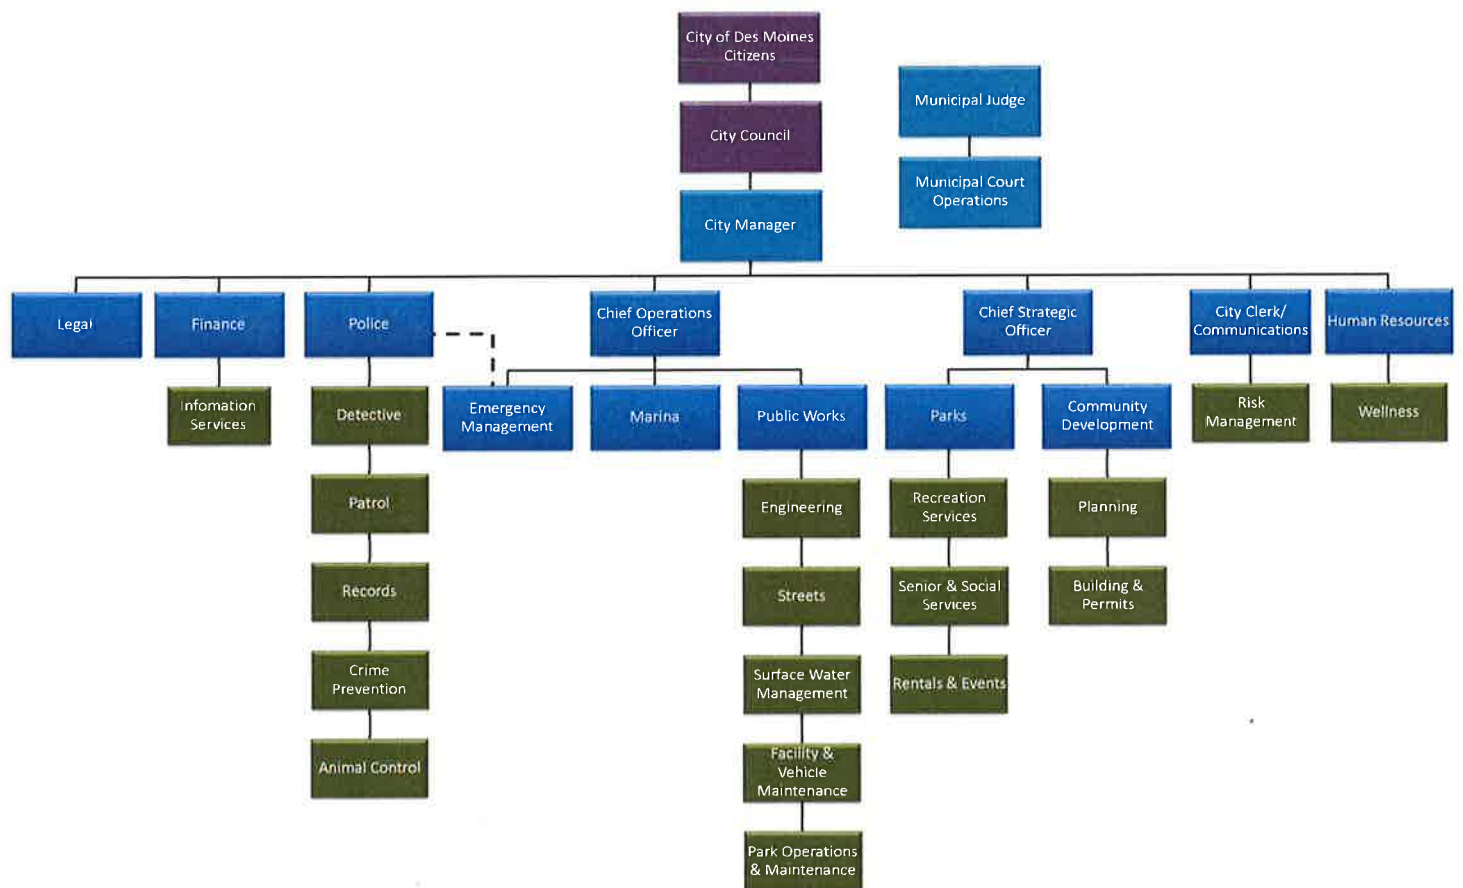 City of Des Moines
Citizens
Municipal Judge
City Council
Municipal Court
Operations
City Manager
Legal
Finance
Police
Chief Operations
Officer
Chief Strategic
Officer
City Clerk/
Communications
Human Resources
Infomation
Services
Detective
Emergency
Management
Marina
Public Works
Parks
Community
Development
Risk
Management
Wellness
Patrol
Engineering
Recreation
Services
Planning
Records
Streets
Senior & Social
Services
Building &
Permits
Crime
Prevention
Surface Water
Management
Rentals & Events
Animal Control
Facility &
Vehicle
Maintenance
Park Operations
& Maintenance